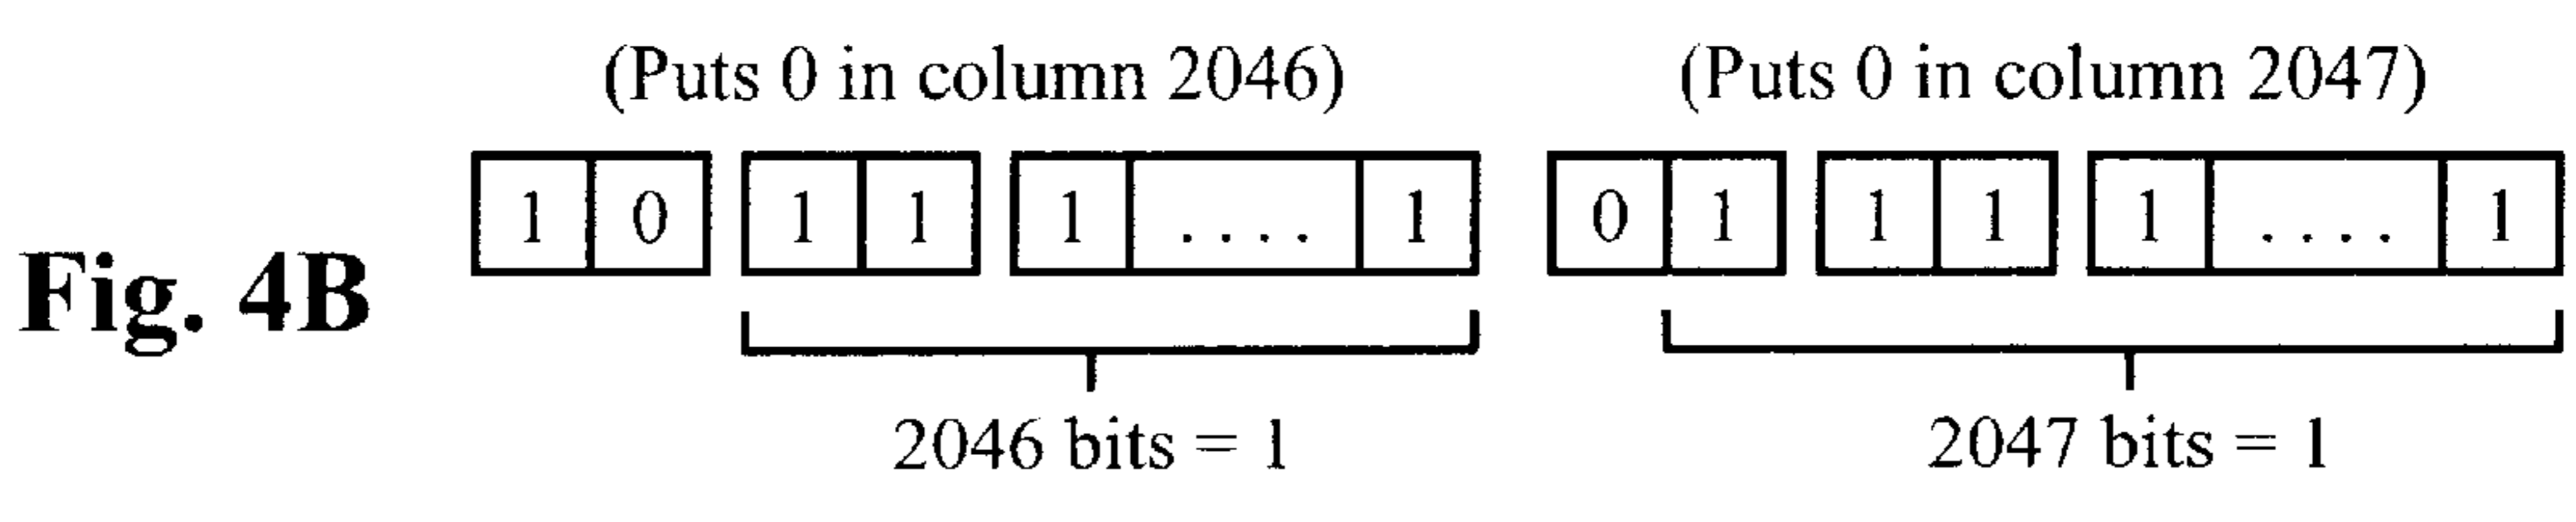 (Puts 0 in column 2046) (Puts 0 in column 2047)
1 0 1 1 1 .... 1 0 1 1 1 1 .... 1
Fig. 4B
2046 bits = 1 2047 bits = 1